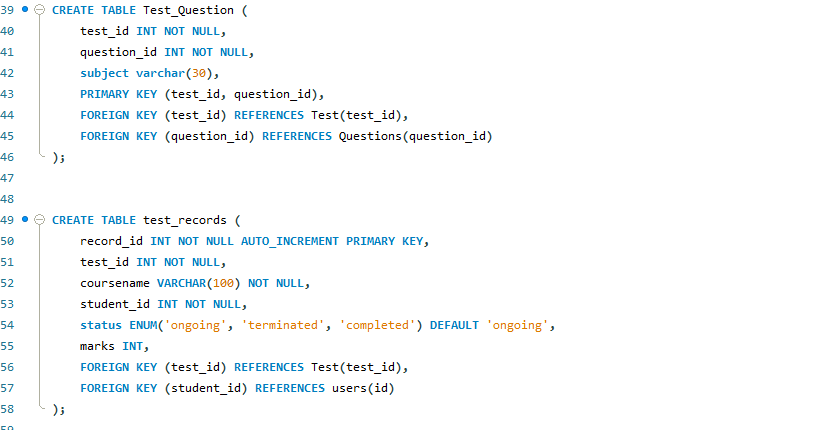 39 CREATE TABLE Test_Question (
40 test_id INT NOT NULL,
41 question_id INT NOT NULL,
42 subject varchar(30),
43 PRIMARY KEY (test_id, question_id),
44 FOREIGN KEY (test_id) REFERENCES Test(test_id),
45 FOREIGN KEY (question_id) REFERENCES Questions(question_id)
46 );
47
48
49 CREATE TABLE test_records (
50 record_id INT NOT NULL AUTO_INCREMENT PRIMARY KEY,
51 test_id INT NOT NULL,
52 coursename VARCHAR(100) NOT NULL,
53 student_id INT NOT NULL,
54 status ENUM('ongoing', 'terminated', 'completed') DEFAULT 'ongoing',
55 marks INT,
56 FOREIGN KEY (test_id) REFERENCES Test(test_id),
57 FOREIGN KEY (student_id) REFERENCES users(id)
58 );